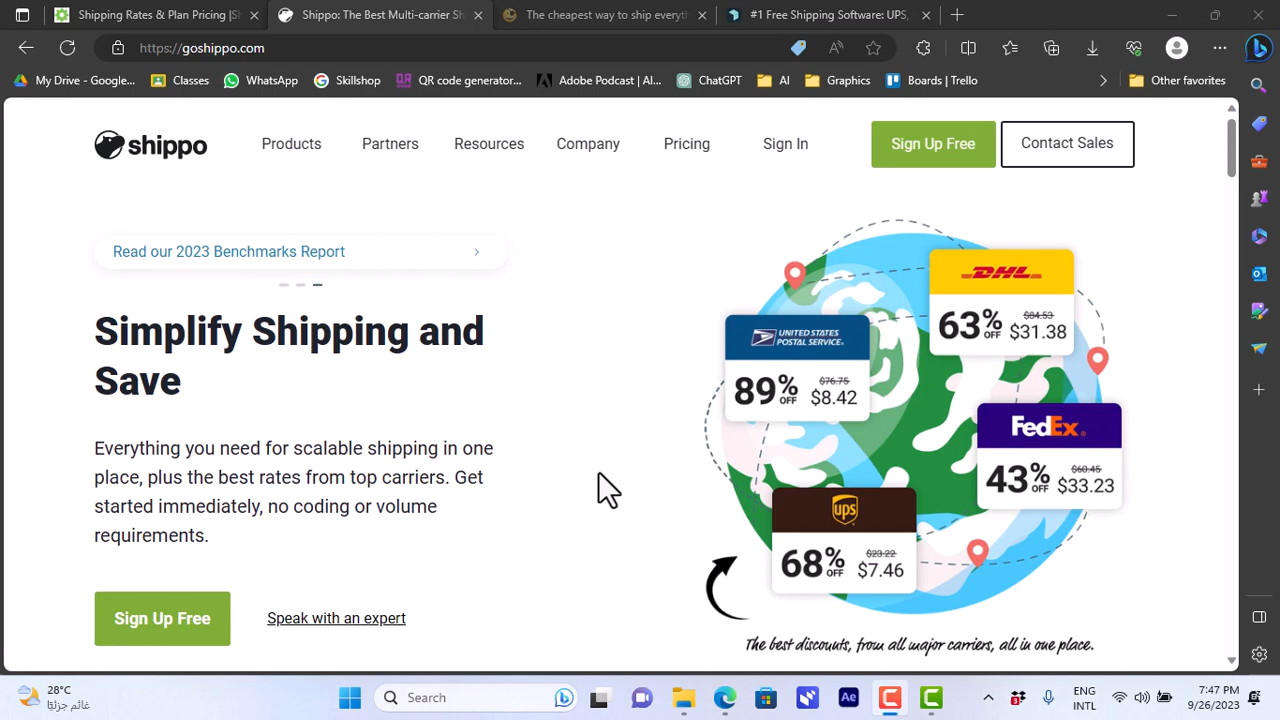 Shipping Rates & Plan Pricing | S
Shippo: The Best Multi-carrier Sh
The cheapest way to ship everyth
#1 Free Shipping Software: UPS,
https://goshippo.com
My Drive - Google...
Classes
WhatsApp
Skillshop
QR code generator...
Adobe Podcast | AI...
ChatGPT
AI
Graphics
Boards | Trello
Other favorites
shippo
Products
Partners
Resources
Company
Pricing
Sign In
Sign Up Free
Contact Sales
Read our 2023 Benchmarks Report
Simplify Shipping and
Save
Everything you need for scalable shipping in one
place, plus the best rates from top carriers. Get
started immediately, no coding or volume
requirements.
Sign Up Free
Speak with an expert
DHL
63% OFF $84.53 $31.38
UNITED STATES
POSTAL SERVICE
89% OFF $76.75 $8.42
FedEx
43% OFF $60.45 $33.23
ups
68% OFF $23.22 $7.46
The best discounts, from all major carriers, all in one place.
28°C
غائم جزئيًا
Search
Ae
3
ENG
INTL
7:47 PM
9/26/2023